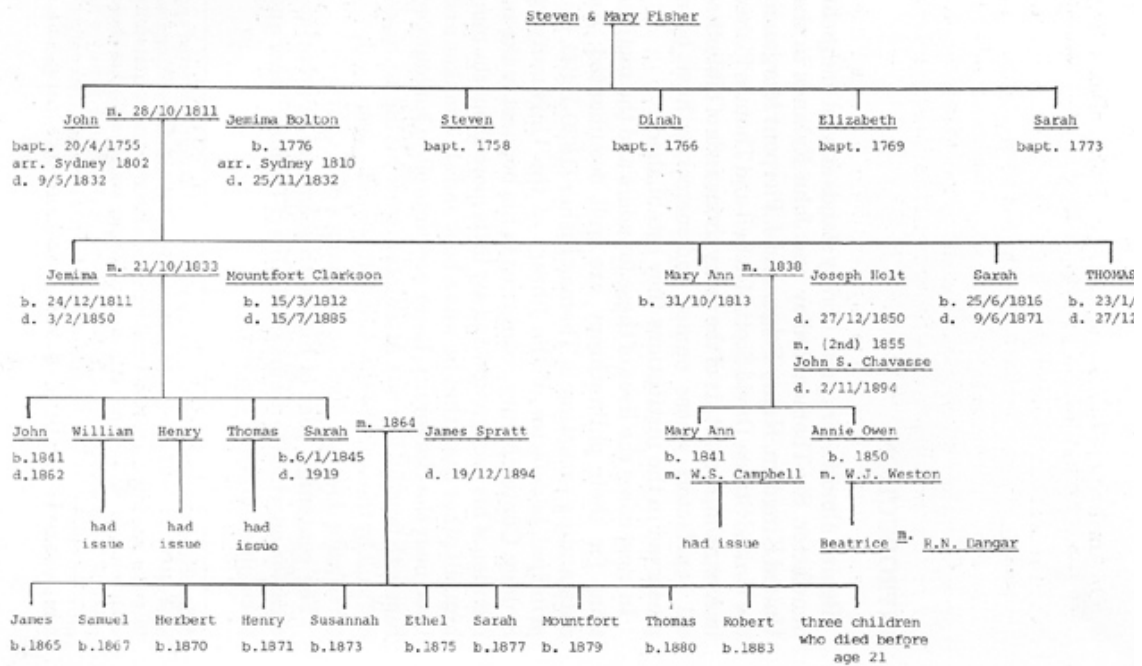 Steven & Mary Fisher
John m. 28/10/1811 Jemima Bolton Steven Dinah Elizabeth Sarah
bapt. 20/4/1755 b. 1776 bapt. 1758 bapt. 1766 bapt. 1769 bapt. 1773
arr. Sydney 1802 arr. Sydney 1810
d. 9/5/1832 d. 25/11/1832
Jemima m. 21/10/1833 Mountfort Clarkson Mary Ann m. 1838 Joseph Holt Sarah THOMAS
b. 24/12/1811 b. 15/3/1812 b. 31/10/1813 b. 25/6/1816 b. 23/1/
d. 3/2/1850 d. 15/7/1885 d. 27/12/1850 d. 9/6/1871 d. 27/12
m. (2nd) 1855
John S. Chavasse
d. 2/11/1894
John William Henry Thomas Sarah m. 1864 James Spratt Mary Ann Annie Owen
b.1841 b.6/1/1845 b. 1841 b. 1850
d.1862 d. 1919 d. 19/12/1894 m. W.S. Campbell m. W.J. Weston
had had had
issue issue issue
had issue Beatrice m. R.N. Dangar
James Samuel Herbert Henry Susannah Ethel Sarah Mountfort Thomas Robert three children
b.1865 b.1867 b.1870 b.1871 b.1873 b.1875 b.1877 b. 1879 b.1880 b.1883 who died before
age 21